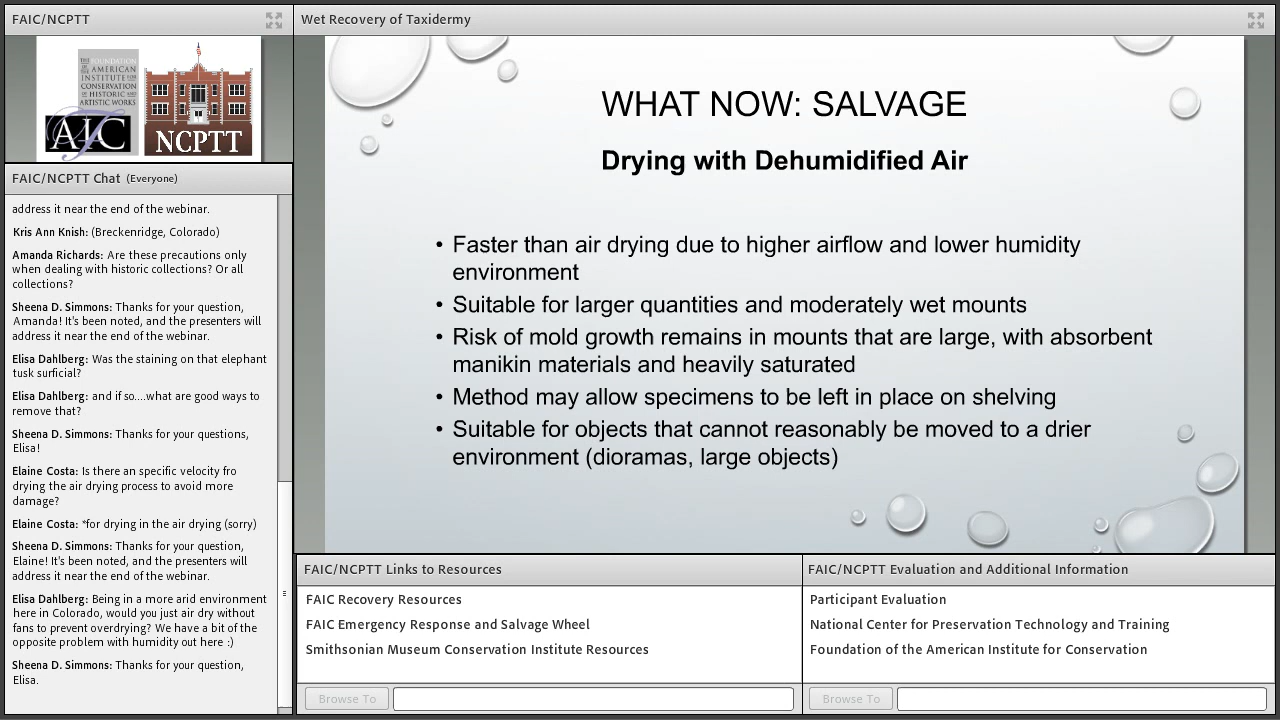 FAIC/NCPTT
THE FOUNDATION
OF THE AMERICAN
INSTITUTE FOR
CONSERVATION
OF HISTORIC AND
ARTISTIC WORKS
AIC
NCPTT
FAIC/NCPTT Chat (Everyone)
address it near the end of the webinar.
Kris Ann Knish: (Breckenridge, Colorado)
Amanda Richards: Are these precautions only
when dealing with historic collections? Or all
collections?
Sheena D. Simmons: Thanks for your question,
Amanda! It's been noted, and the presenters will
address it near the end of the webinar.
Elisa Dahlberg: Was the staining on that elephant
tusk surficial?
Elisa Dahlberg: and if so....what are good ways to
remove that?
Sheena D. Simmons: Thanks for your questions,
Elisa!
Elaine Costa: Is there an specific velocity fro
drying the air drying process to avoid more
damage?
Elaine Costa: *for drying in the air drying (sorry)
Sheena D. Simmons: Thanks for your question,
Elaine! It's been noted, and the presenters will
address it near the end of the webinar.
Elisa Dahlberg: Being in a more arid environment
here in Colorado, would you just air dry without
fans to prevent overdrying? We have a bit of the
opposite problem with humidity out here :)
Sheena D. Simmons: Thanks for your question,
Elisa.
Wet Recovery of Taxidermy
WHAT NOW: SALVAGE
Drying with Dehumidified Air
• Faster than air drying due to higher airflow and lower humidity
environment
• Suitable for larger quantities and moderately wet mounts
• Risk of mold growth remains in mounts that are large, with absorbent
manikin materials and heavily saturated
• Method may allow specimens to be left in place on shelving
• Suitable for objects that cannot reasonably be moved to a drier
environment (dioramas, large objects)
FAIC/NCPTT Links to Resources
FAIC Recovery Resources
FAIC Emergency Response and Salvage Wheel
Smithsonian Museum Conservation Institute Resources
Browse To
FAIC/NCPTT Evaluation and Additional Information
Participant Evaluation
National Center for Preservation Technology and Training
Foundation of the American Institute for Conservation
Browse To